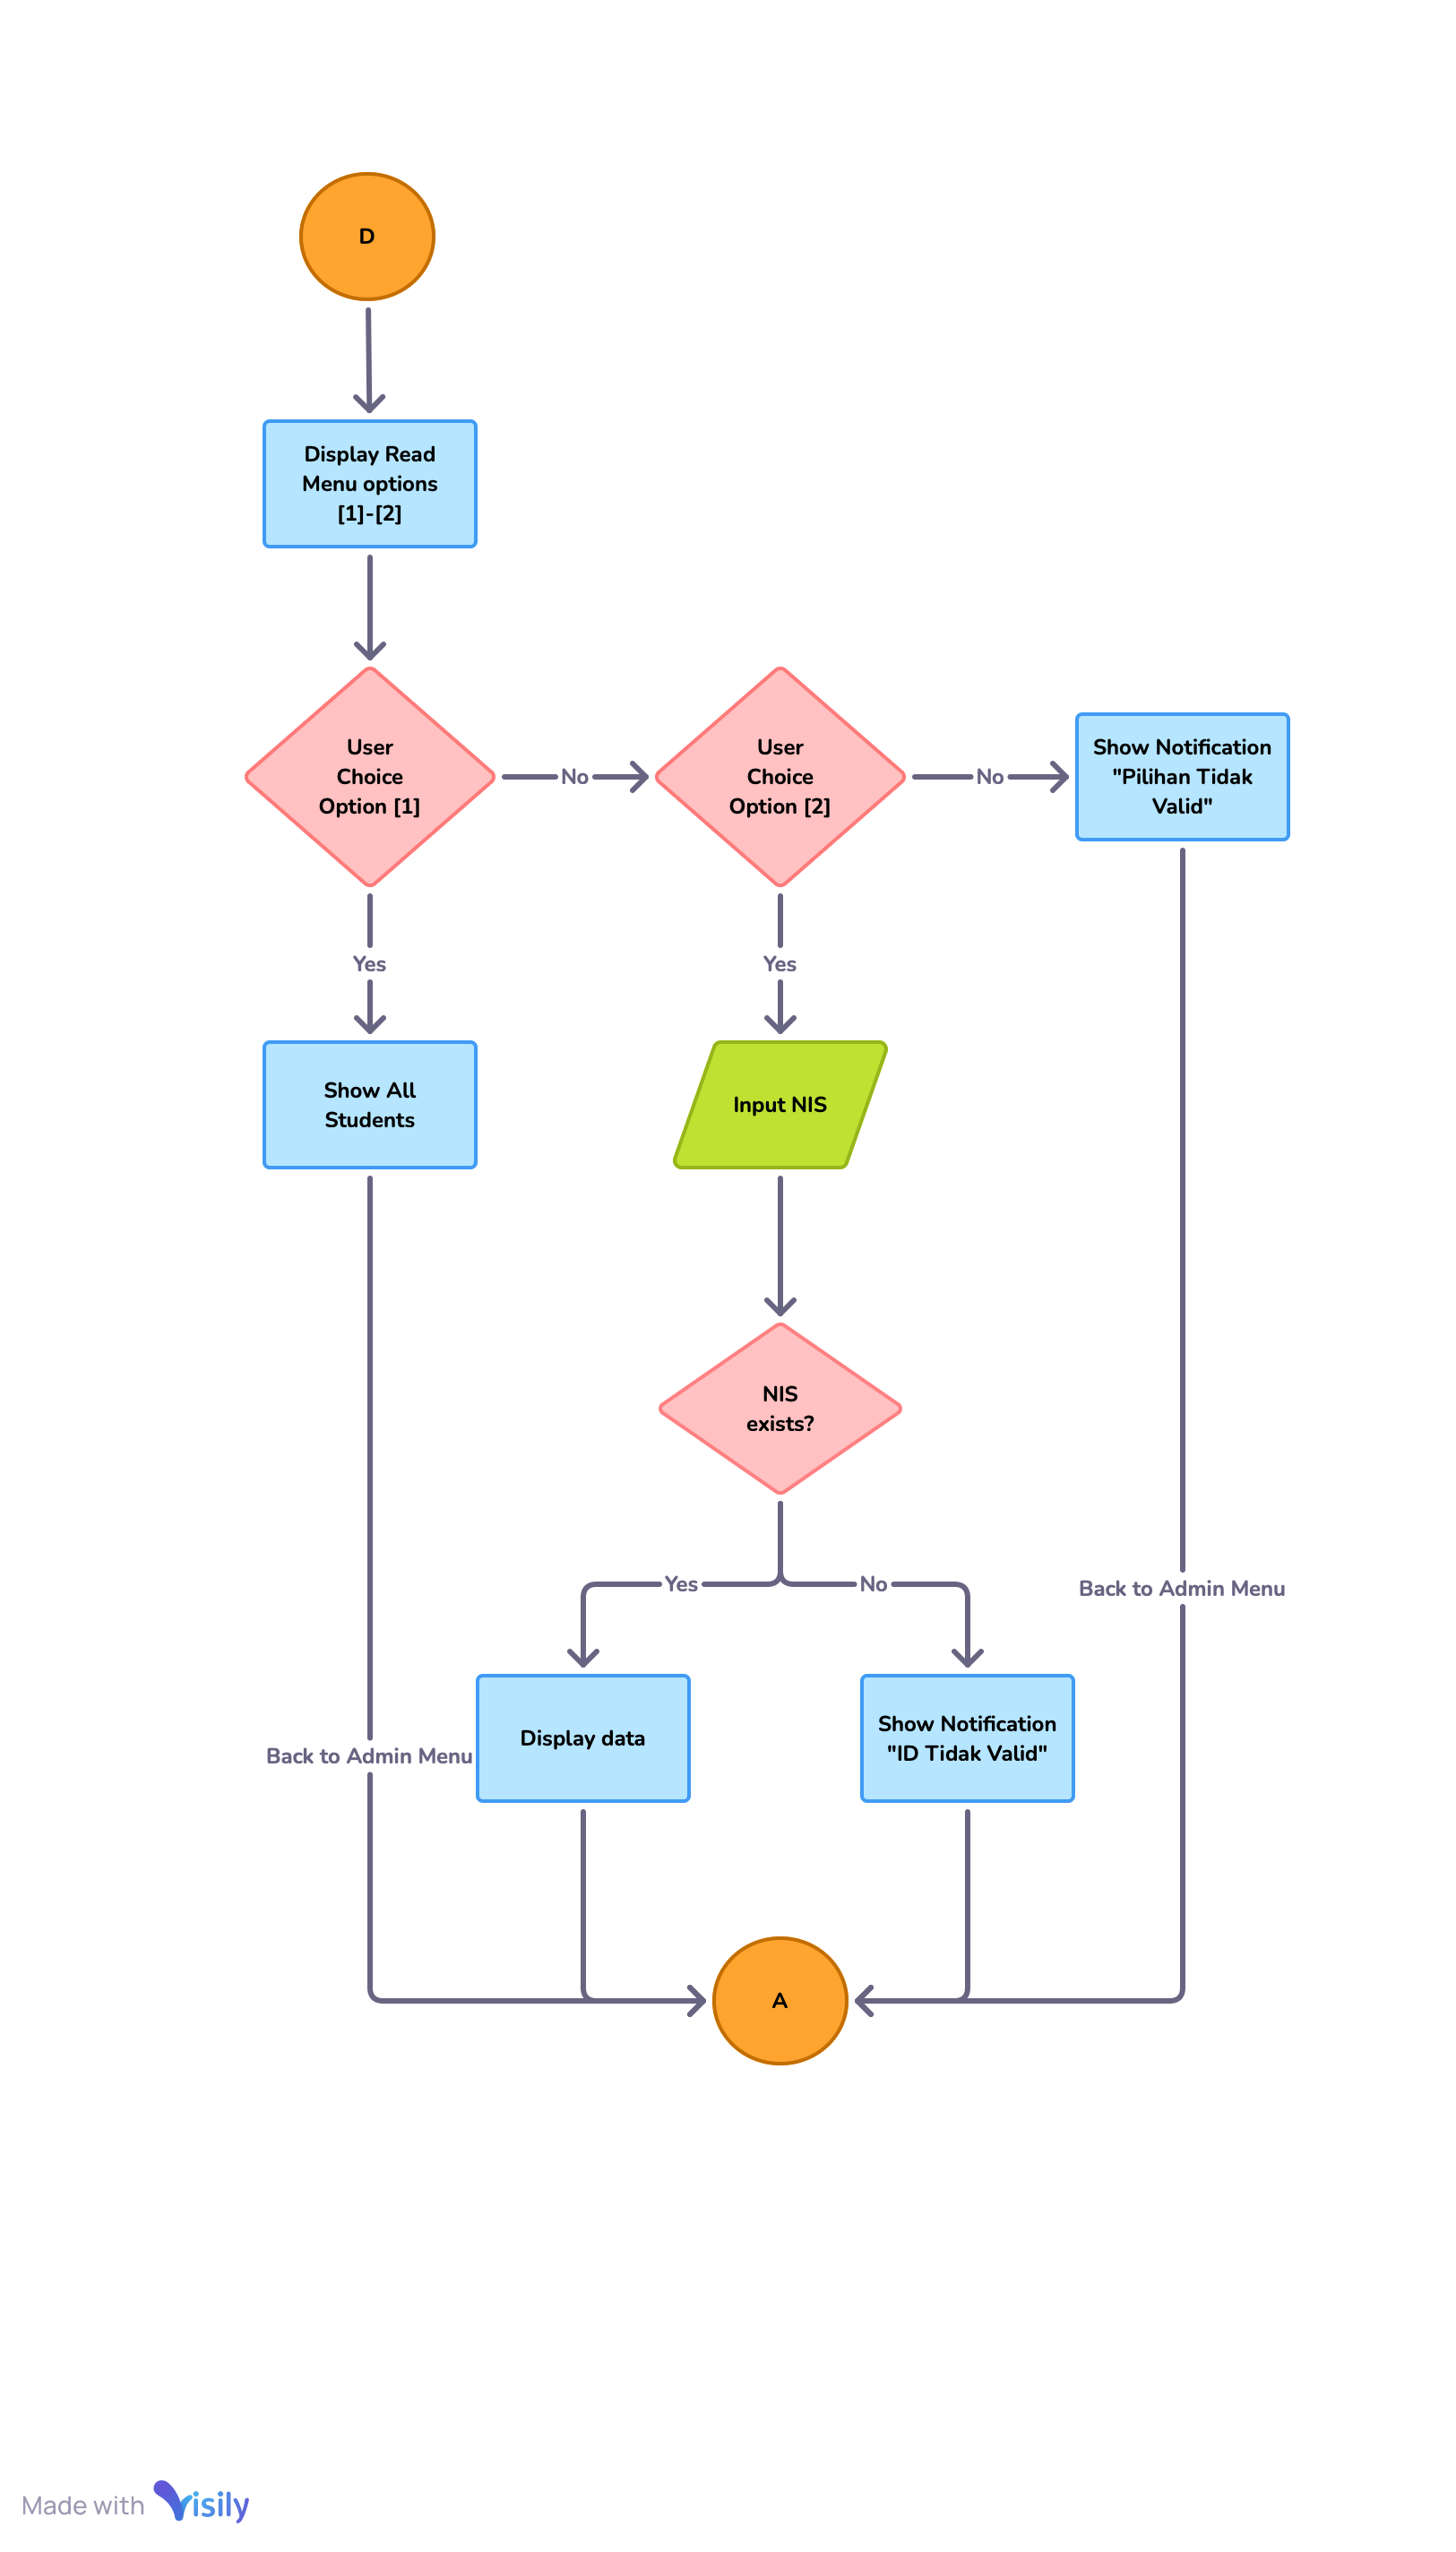 D
Display Read
Menu options
[1]-[2]
User
Choice
Option [1]
No
User
Choice
Option [2]
No
Show Notification
"Pilihan Tidak
Valid"
Yes
Yes
Show All
Students
Input NIS
NIS
exists?
Yes
No
Back to Admin Menu
Display data
Show Notification
"ID Tidak Valid"
Back to Admin Menu
A
Made with Visily